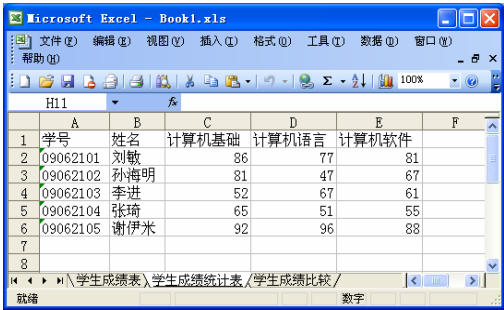 Microsoft Excel - Book1.xls
文件(F) 编辑(E) 视图(V) 插入(I) 格式(O) 工具(T) 数据(D) 窗口(W)
帮助(H)
Σ 100%
H11 fx
A B C D E F
1 学号 姓名 计算机基础 计算机语言 计算机软件
2 09062101 刘敏 86 77 81
3 09062102 孙海明 81 47 67
4 09062103 李进 52 67 61
5 09062104 张琦 65 51 55
6 09062105 谢伊米 92 96 88
7
8
学生成绩表 学生成绩统计表 学生成绩比较
就绪 数字